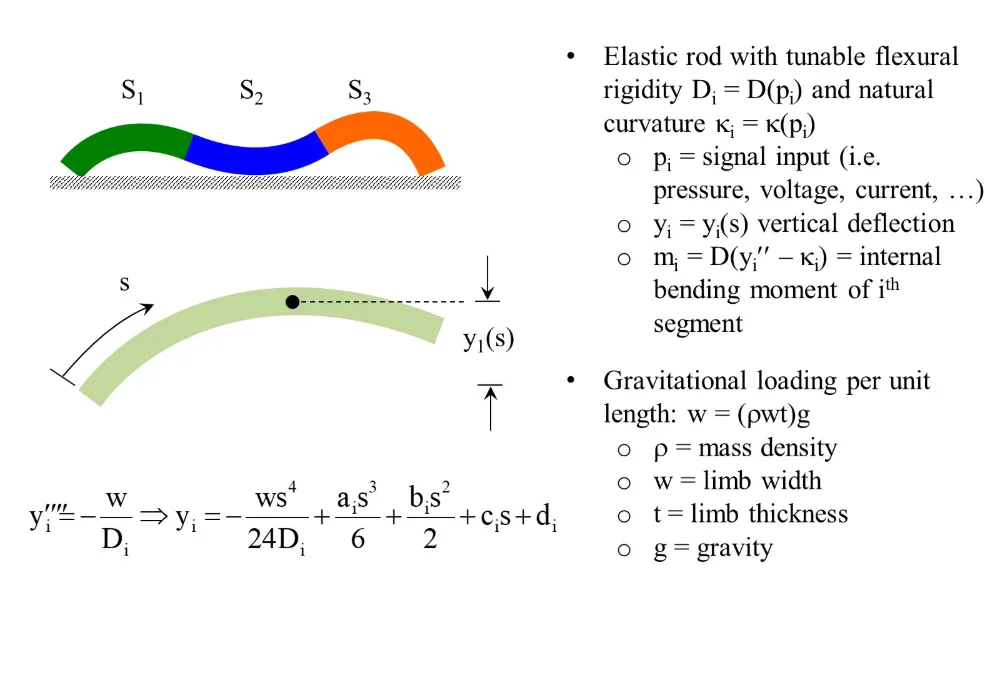 S₁ S₂ S₃
s
y₁(s)
yᵢ′′′′ = − w/Dᵢ ⇒ yᵢ = − ws⁴/24Dᵢ + aᵢs³/6 + bᵢs²/2 + cᵢs + dᵢ
• Elastic rod with tunable flexural
rigidity Dᵢ = D(pᵢ) and natural
curvature κᵢ = κ(pᵢ)
o pᵢ = signal input (i.e.
pressure, voltage, current, …)
o yᵢ = yᵢ(s) vertical deflection
o mᵢ = D(yᵢ′′ – κᵢ) = internal
bending moment of iᵗʰ
segment
• Gravitational loading per unit
length: w = (ρwt)g
o ρ = mass density
o w = limb width
o t = limb thickness
o g = gravity